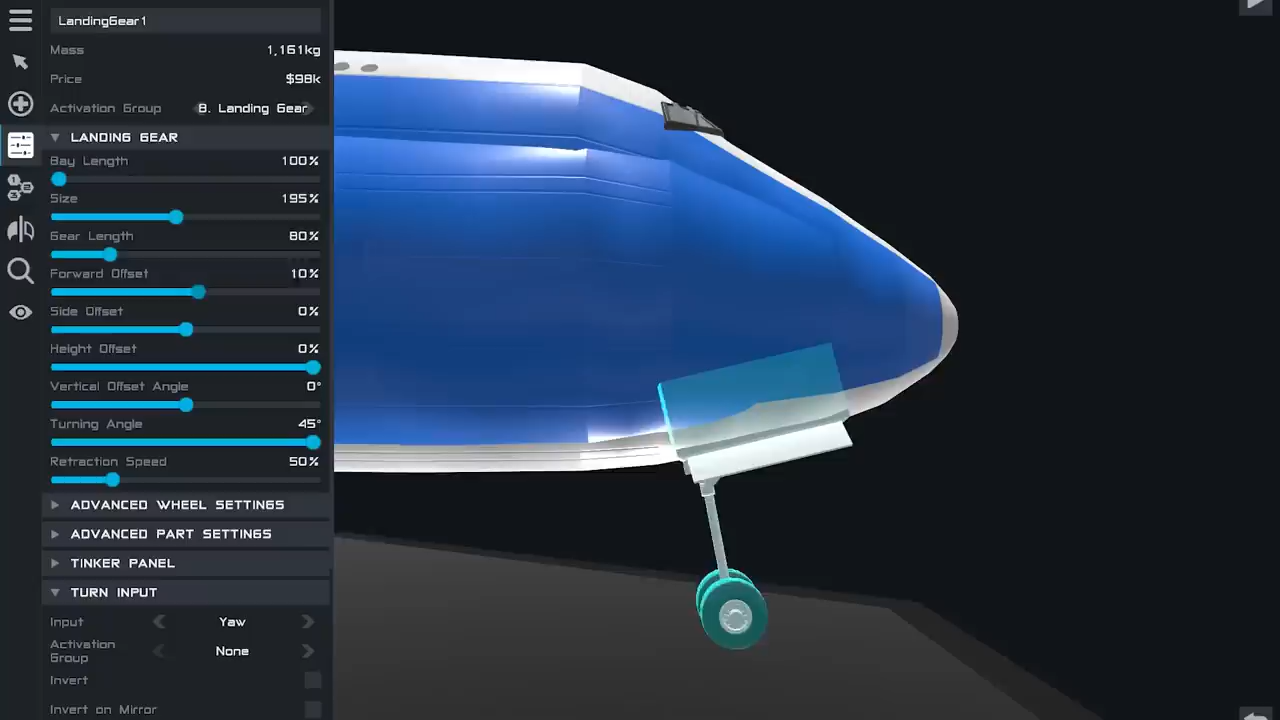 LandingGear1
Mass 1,161kg
Price $98k
Activation Group 8. Landing Gear
LANDING GEAR
Bay Length 100%
Size 195%
Gear Length 80%
Forward Offset 10%
Side Offset 0%
Height Offset 0%
Vertical Offset Angle 0°
Turning Angle 45°
Retraction Speed 50%
ADVANCED WHEEL SETTINGS
ADVANCED PART SETTINGS
TINKER PANEL
TURN INPUT
Input Yaw
Activation Group None
Invert
Invert on Mirror